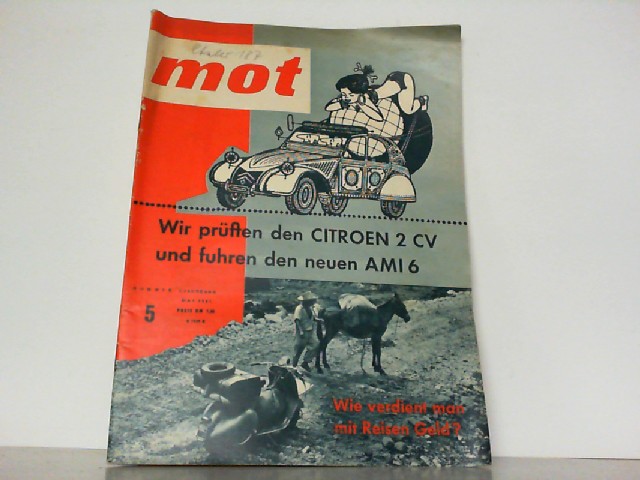 mot
Wir prüften den CITROEN 2 CV
und fuhren den neuen AMI 6
NUMMER
5
Wie verdient man
mit Reisen Geld?